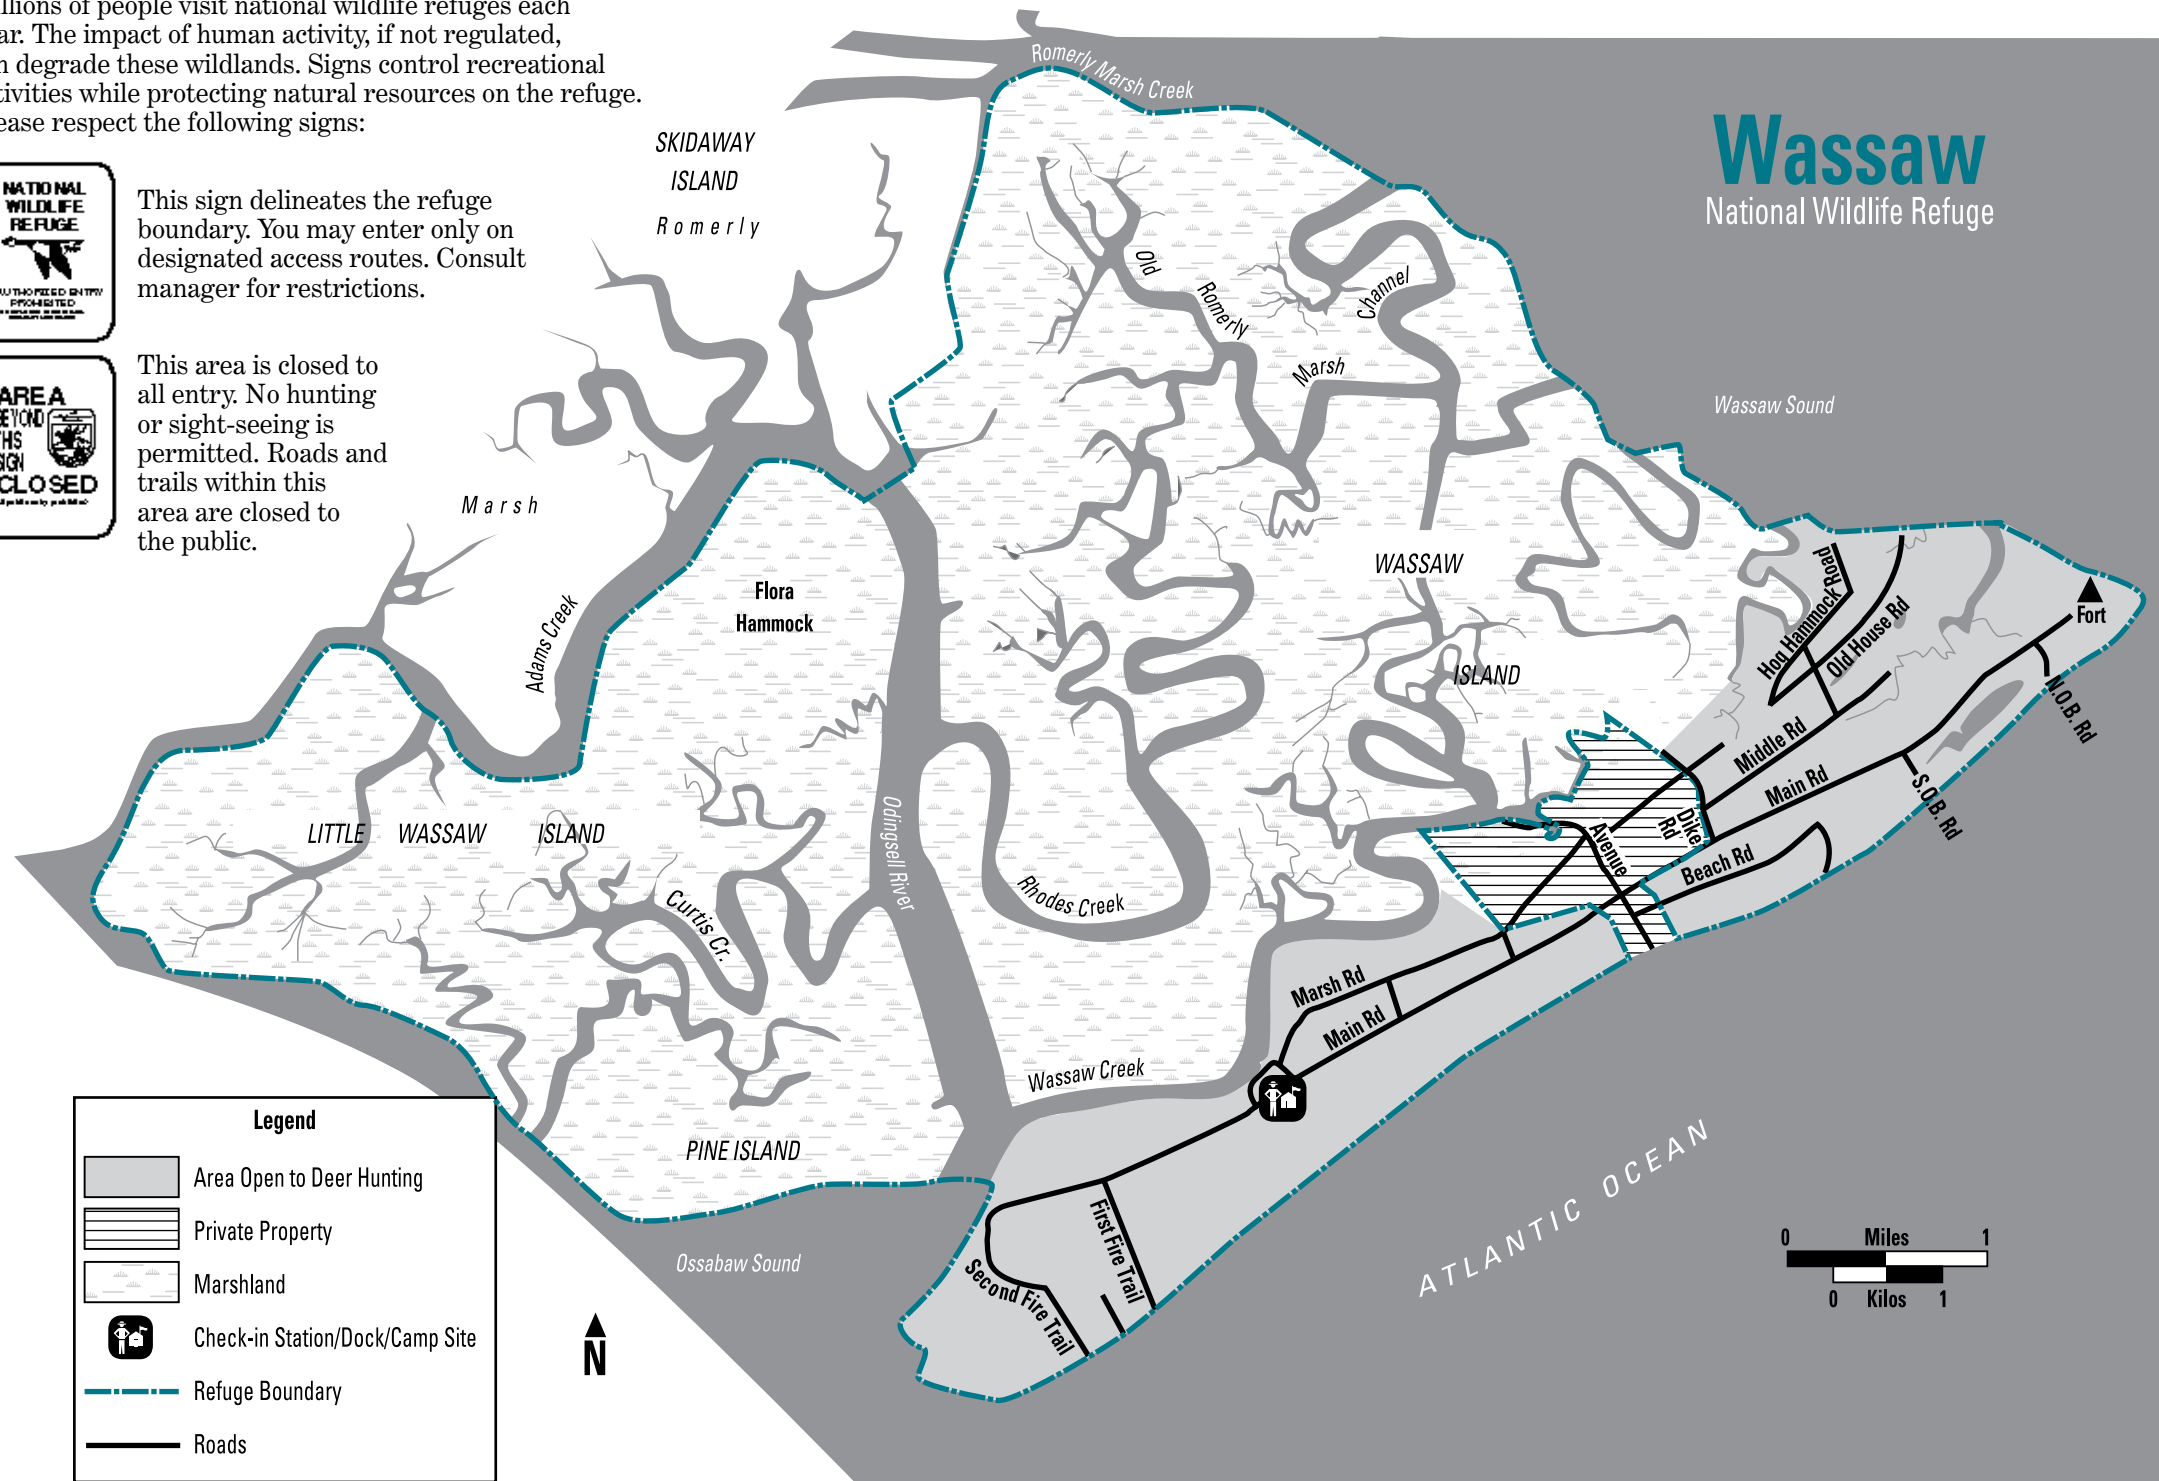 llions of people visit national wildlife refuges each
ar. The impact of human activity, if not regulated,
n degrade these wildlands. Signs control recreational
tivities while protecting natural resources on the refuge.
ease respect the following signs:
NATIONAL
WILDLIFE
REFUGE
This sign delineates the refuge
boundary. You may enter only on
designated access routes. Consult
manager for restrictions.
AREA
BEYOND
THIS
SIGN
CLOSED
This area is closed to
all entry. No hunting
or sight-seeing is
permitted. Roads and
trails within this
area are closed to
the public.
Wassaw
National Wildlife Refuge
Romerly Marsh Creek
SKIDAWAY
ISLAND
Romerly
Marsh
Old
Romerly
Marsh
Channel
Wassaw Sound
WASSAW
ISLAND
Flora
Hammock
Adams Creek
Hog Hammock Road
Old House Rd
Fort
N.O.B. Rd
Middle Rd
Main Rd
S.O.B. Rd
Dike
Rd
Avenue
Beach Rd
LITTLE WASSAW ISLAND
Curtis Cr.
Odingsell River
Rhodes Creek
Marsh Rd
Main Rd
Wassaw Creek
PINE ISLAND
First Fire Trail
Second Fire Trail
Ossabaw Sound
ATLANTIC OCEAN
N
0 Miles 1
0 Kilos 1
Legend
Area Open to Deer Hunting
Private Property
Marshland
Check-in Station/Dock/Camp Site
Refuge Boundary
Roads